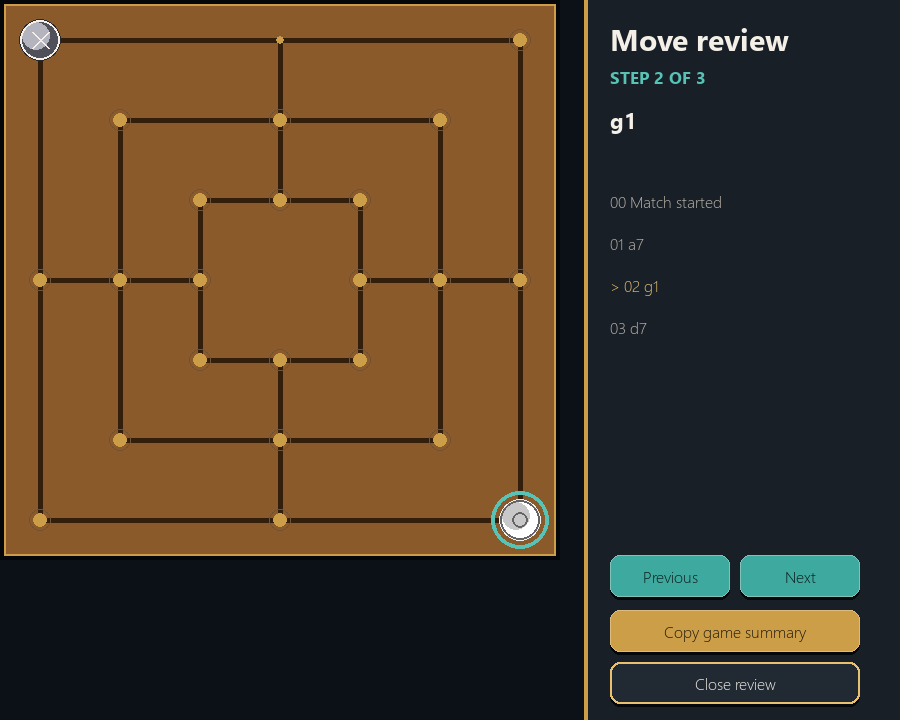 Move review
STEP 2 OF 3
g1
00 Match started
01 a7
> 02 g1
03 d7
Previous
Next
Copy game summary
Close review